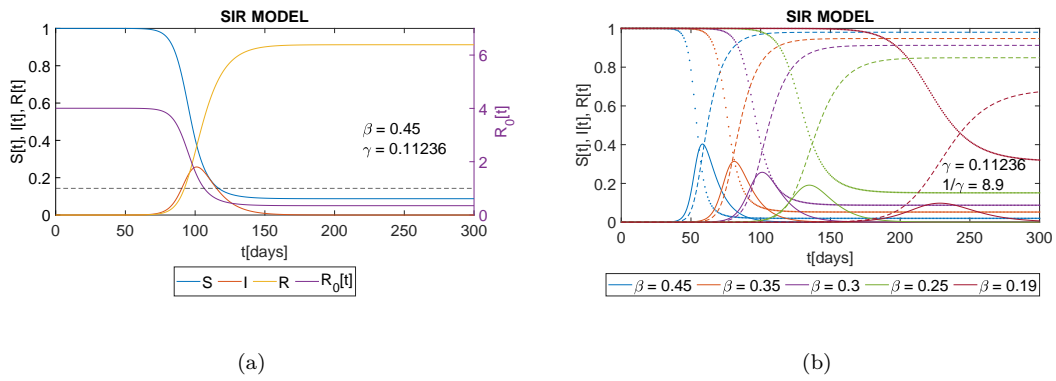 SIR MODEL
1
0.8
0.6
0.4
0.2
0
S[t], I[t], R[t]
6
4
2
0
R_0[t]
β = 0.45
γ = 0.11236
0 50 100 150 200 250 300
t[days]
S I R R_0[t]
(a)
SIR MODEL
1
0.8
0.6
0.4
0.2
0
S[t], I[t], R[t]
γ = 0.11236
1/γ = 8.9
0 50 100 150 200 250 300
t[days]
β = 0.45 β = 0.35 β = 0.3 β = 0.25 β = 0.19
(b)